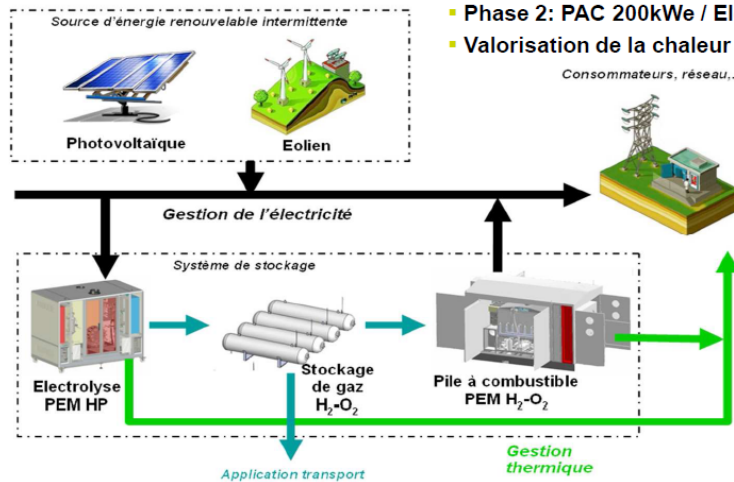 Source d'énergie renouvelable intermittente
▪ Phase 2: PAC 200kWe / El
▪ Valorisation de la chaleur
Photovoltaïque
Eolien
Consommateurs, réseau,..
Gestion de l'électricité
Système de stockage
Electrolyse
PEM HP
Stockage
de gaz
H₂-O₂
Pile à combustible
PEM H₂-O₂
Gestion
thermique
Application transport